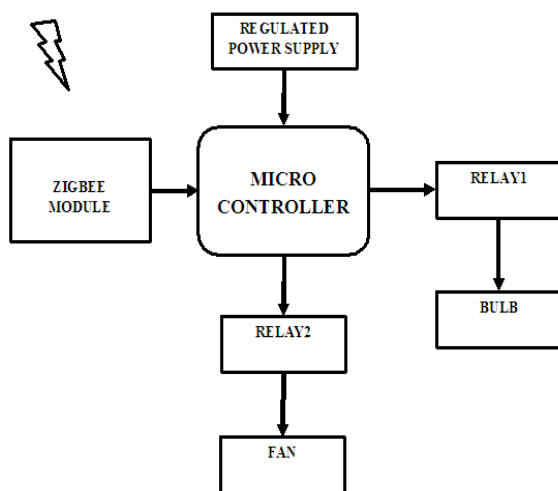 REGULATED
POWER SUPPLY
ZIGBEE
MODULE
MICRO
CONTROLLER
RELAY1
BULB
RELAY2
FAN